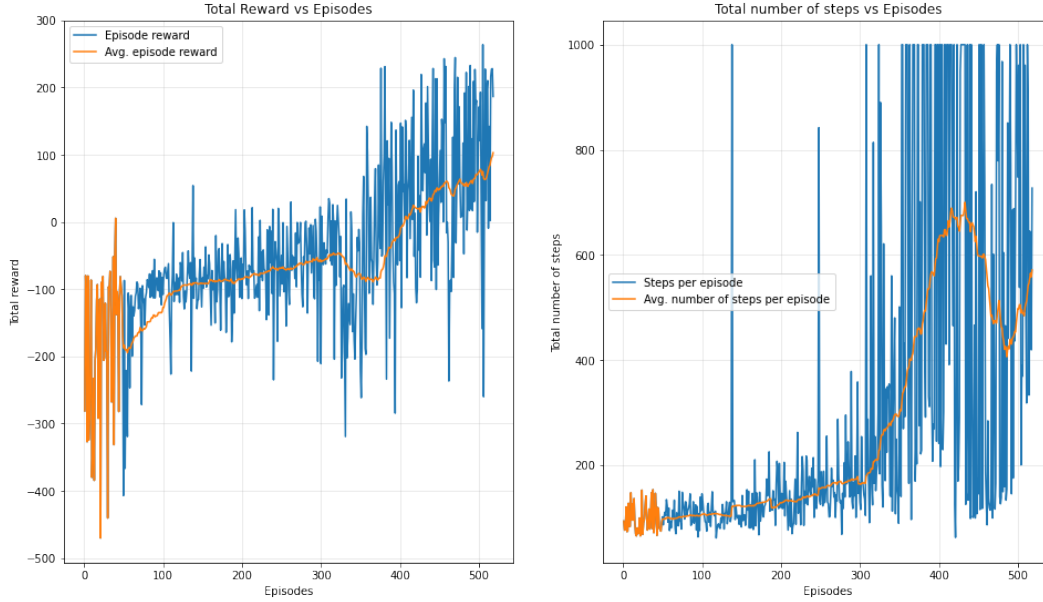 Total Reward vs Episodes
300
200
100
0
−100
−200
−300
−400
−500
Total reward
Episode reward
Avg. episode reward
0
100
200
300
400
500
Episodes
Total number of steps vs Episodes
1000
800
600
400
200
Total number of steps
Steps per episode
Avg. number of steps per episode
0
100
200
300
400
500
Episodes